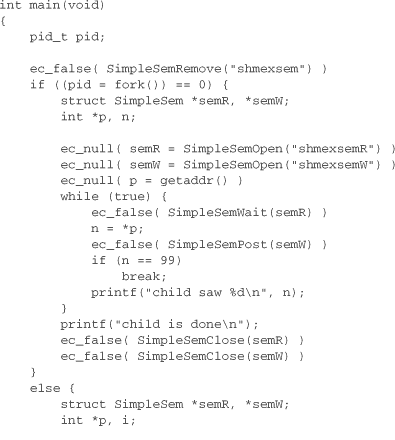 int main(void)
{
    pid_t pid;

    ec_false( SimpleSemRemove("shmexsem") )
    if ((pid = fork()) == 0) {
        struct SimpleSem *semR, *semW;
        int *p, n;

        ec_null( semR = SimpleSemOpen("shmexsemR") )
        ec_null( semW = SimpleSemOpen("shmexsemW") )
        ec_null( p = getaddr() )
        while (true) {
            ec_false( SimpleSemWait(semR) )
            n = *p;
            ec_false( SimpleSemPost(semW) )
            if (n == 99)
                break;
            printf("child saw %d\n", n);
        }
        printf("child is done\n");
        ec_false( SimpleSemClose(semR) )
        ec_false( SimpleSemClose(semW) )
    }
    else {
        struct SimpleSem *semR, *semW;
        int *p, i;